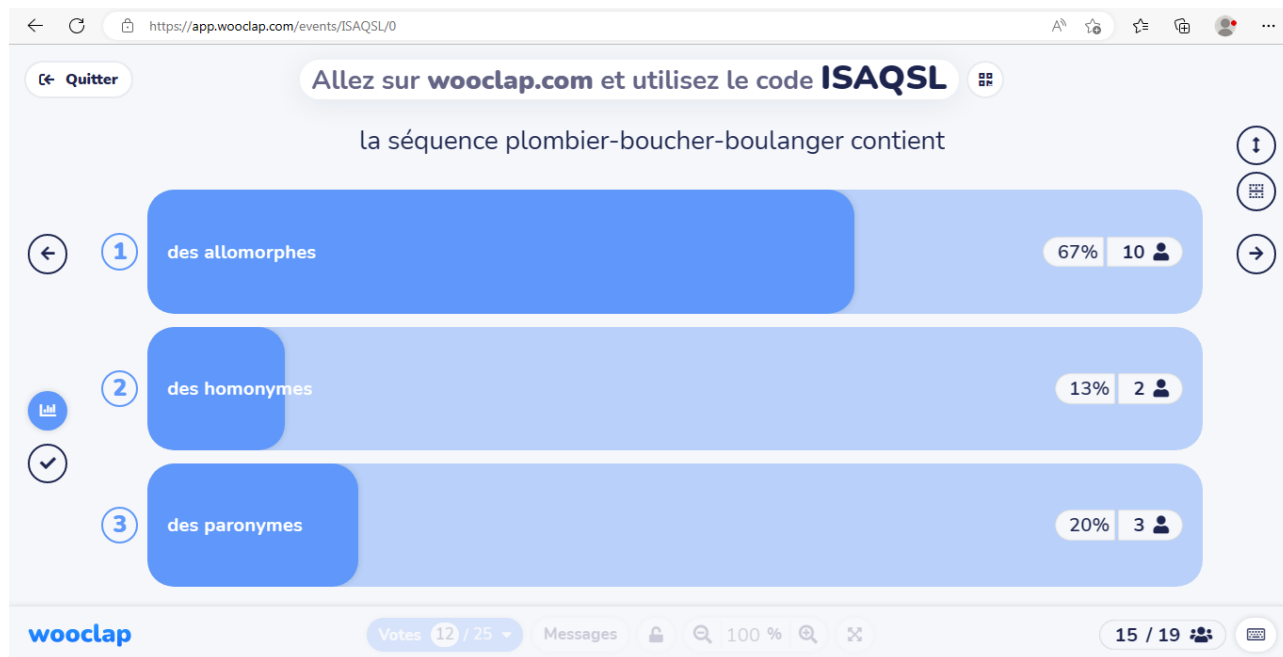 https://app.wooclap.com/events/ISAQSL/0
Quitter
Allez sur wooclap.com et utilisez le code ISAQSL
la séquence plombier-boucher-boulanger contient
1 des allomorphes 67% 10
2 des homonymes 13% 2
3 des paronymes 20% 3
wooclap Votes 12 / 25 Messages 100 % 15 / 19